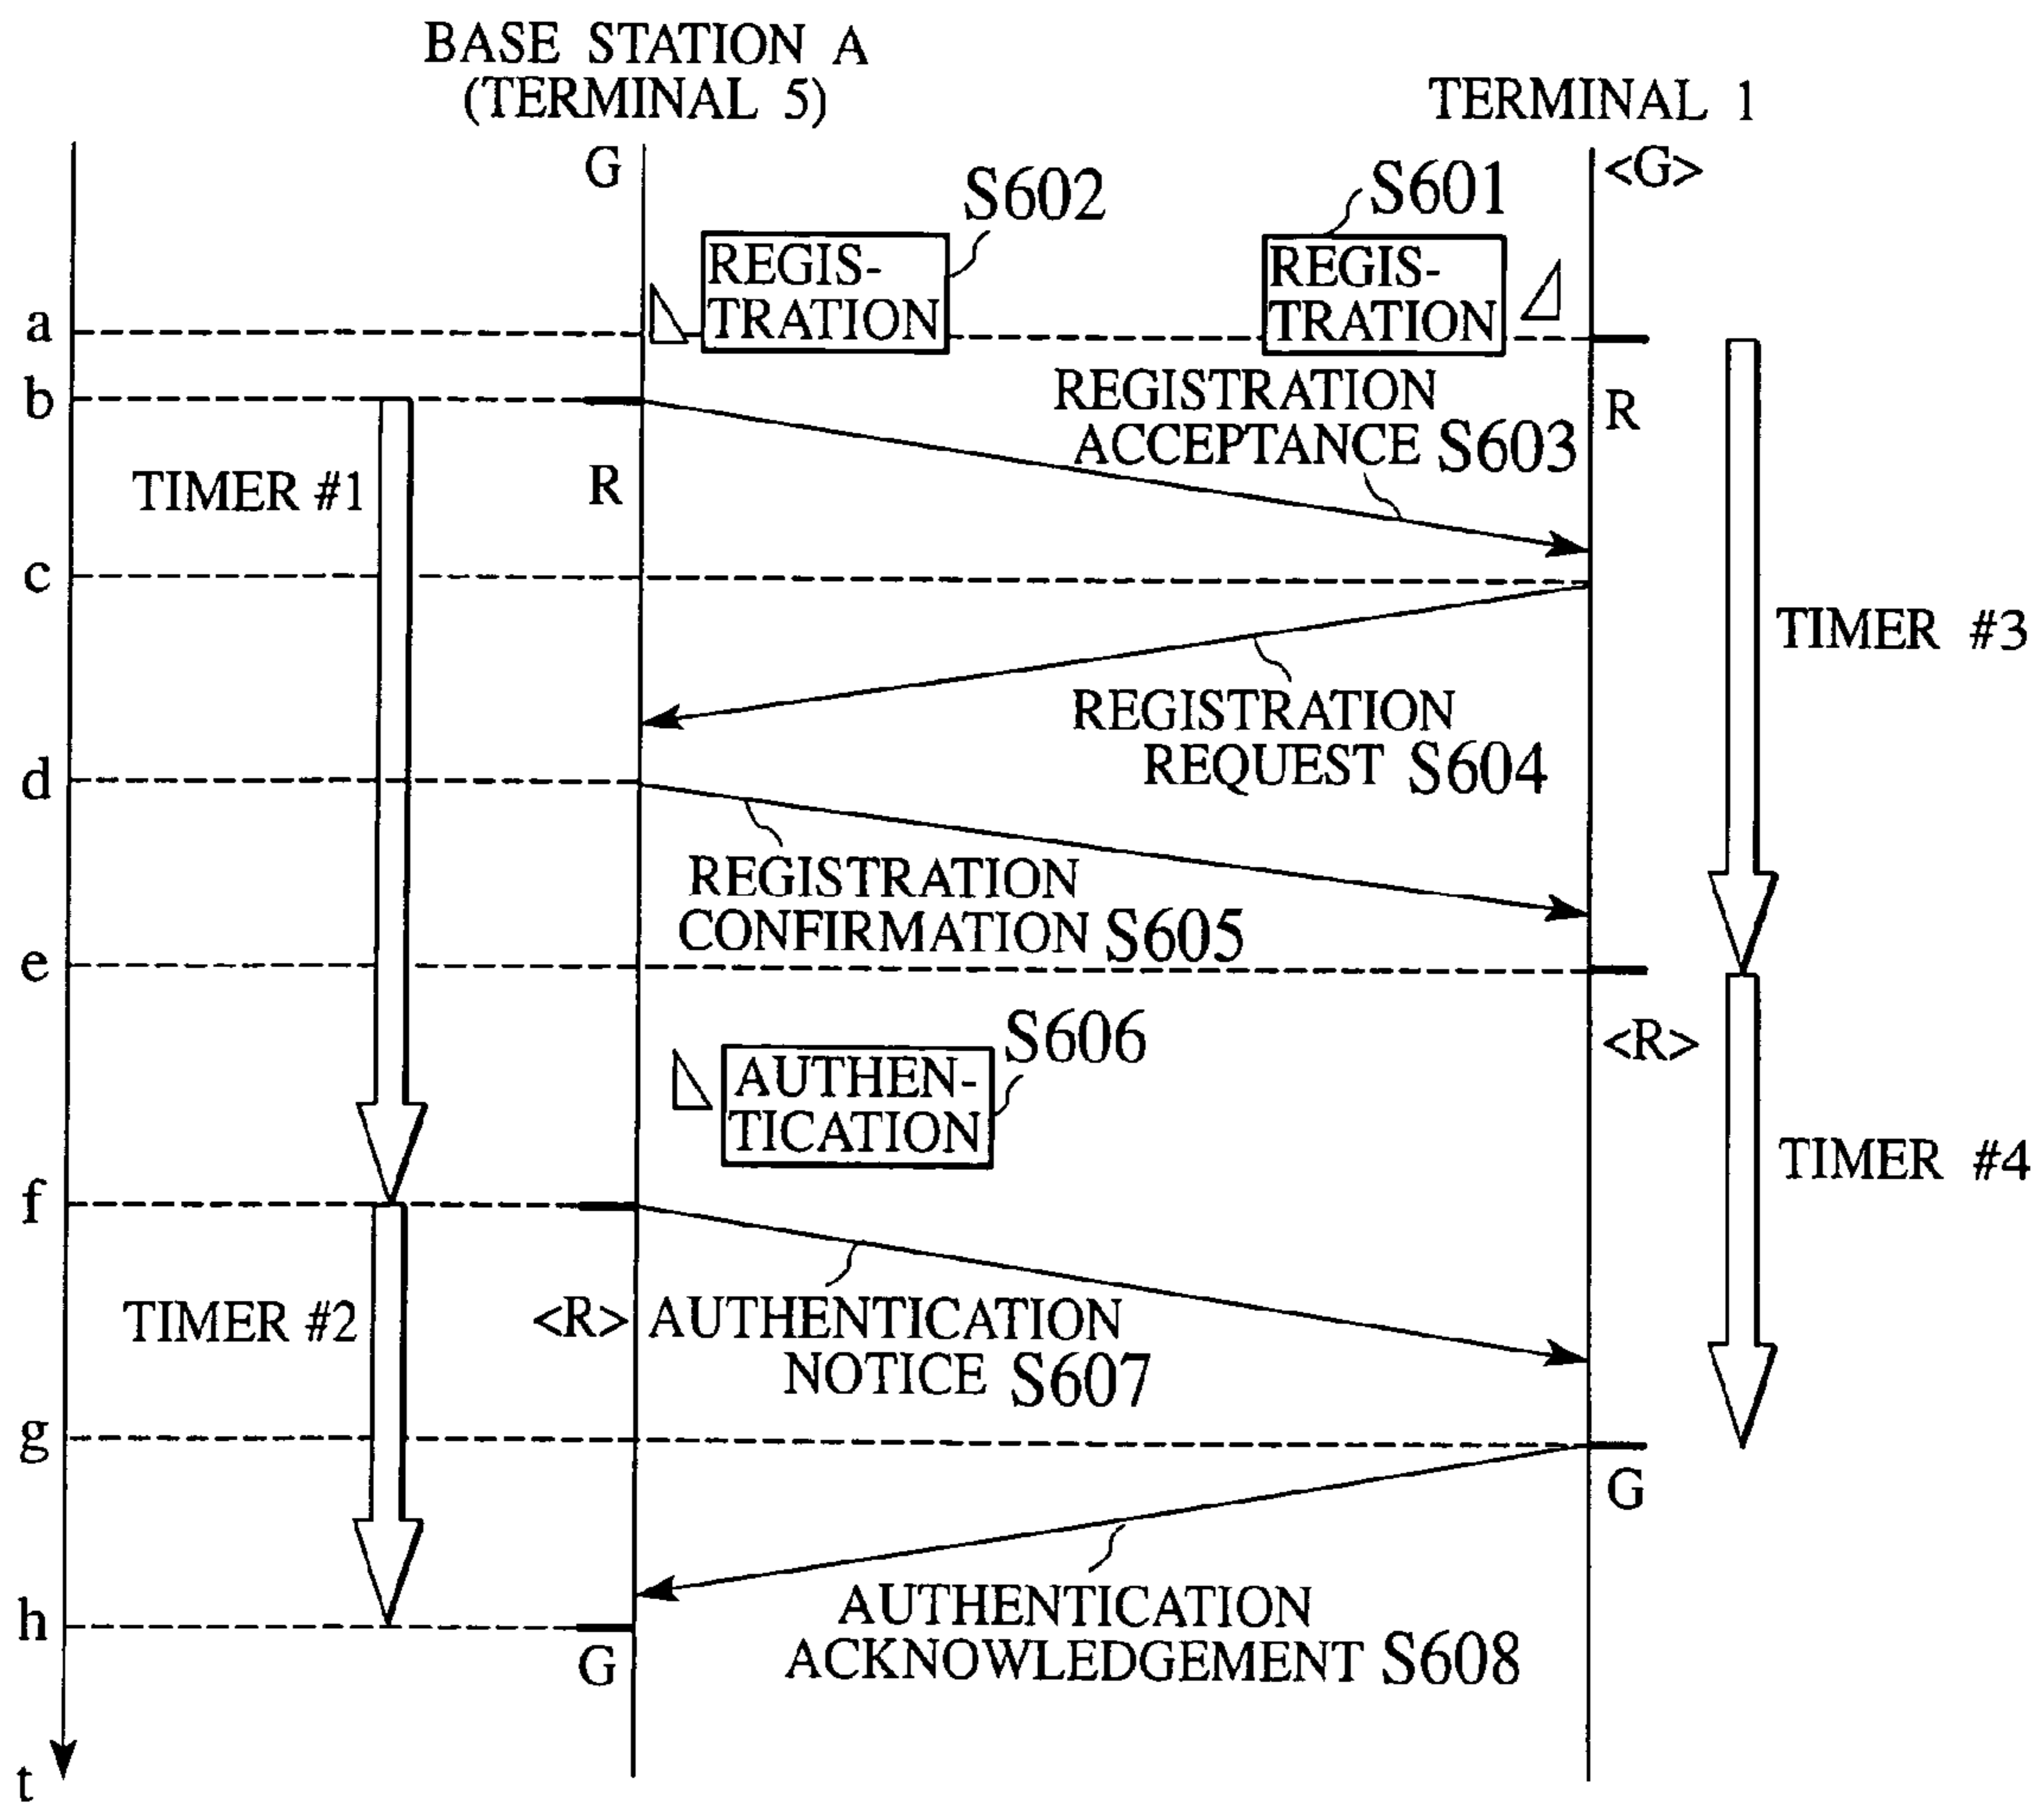 BASE STATION A
(TERMINAL 5)
TERMINAL 1
G
<G>
S602
S601
REGIS-
TRATION
REGIS-
TRATION
a
b
REGISTRATION
ACCEPTANCE S603
R
TIMER #1
R
c
TIMER #3
REGISTRATION
REQUEST S604
d
REGISTRATION
CONFIRMATION S605
e
S606
<R>
AUTHEN-
TICATION
TIMER #4
f
TIMER #2
<R>
AUTHENTICATION
NOTICE S607
g
G
AUTHENTICATION
ACKNOWLEDGEMENT S608
h
G
t